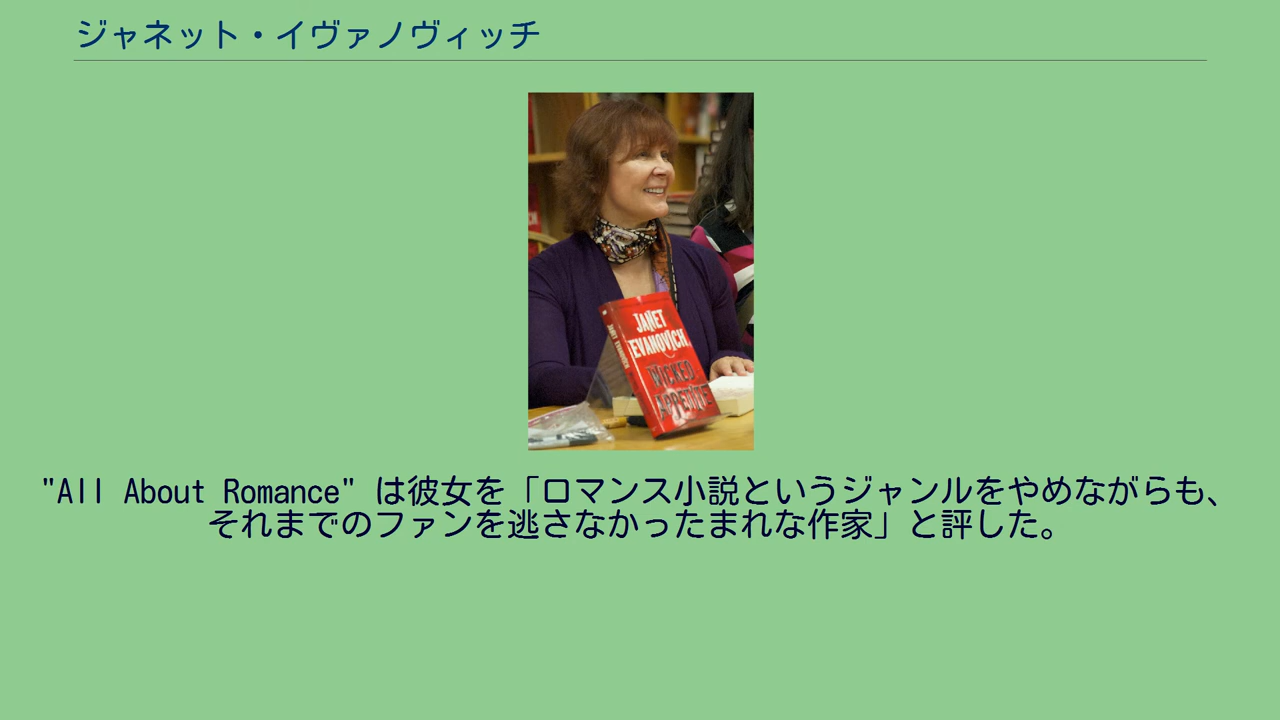 ジャネット・イヴァノヴィッチ
JANET
EVANOVICH
WICKED
APPETITE
JANET EVANOVICH
"All About Romance" は彼女を「ロマンス小説というジャンルをやめながらも、
それまでのファンを逃さなかったまれな作家」と評した。